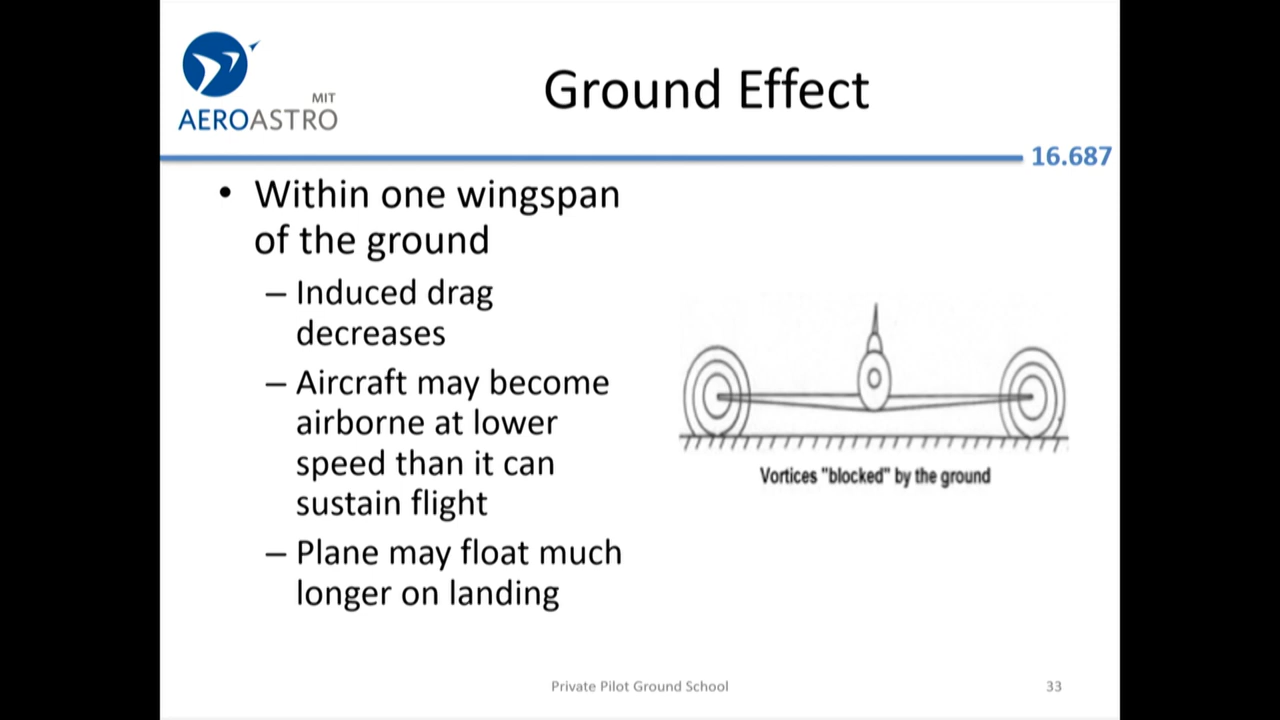 MIT
AEROASTRO
Ground Effect
16.687
• Within one wingspan
of the ground
– Induced drag
decreases
– Aircraft may become
airborne at lower
speed than it can
sustain flight
– Plane may float much
longer on landing
Vortices "blocked" by the ground
Private Pilot Ground School
33